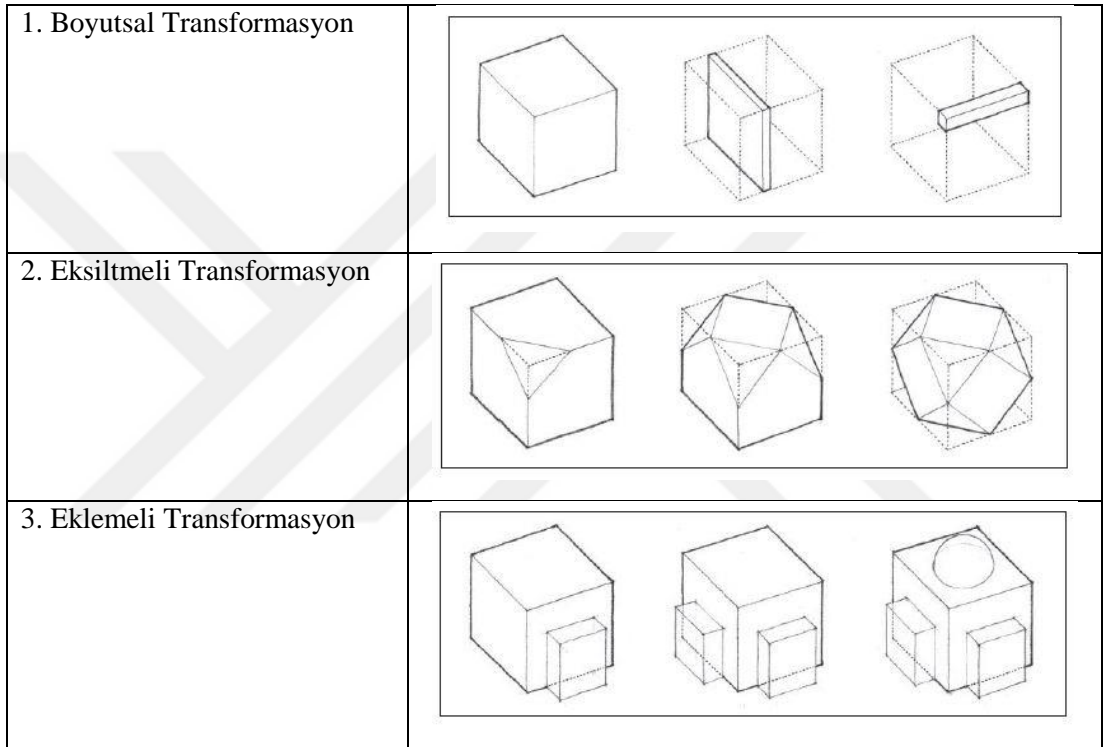 1. Boyutsal Transformasyon
2. Eksiltmeli Transformasyon
3. Eklemeli Transformasyon